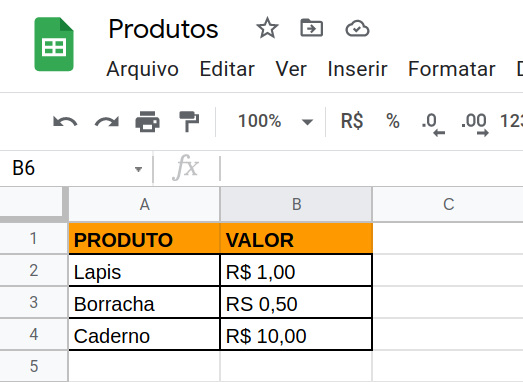 Produtos
Arquivo Editar Ver Inserir Formatar
100% R$ % .0 .00 123
B6 fx
A B C
1 PRODUTO VALOR
2 Lapis R$ 1,00
3 Borracha RS 0,50
4 Caderno R$ 10,00
5